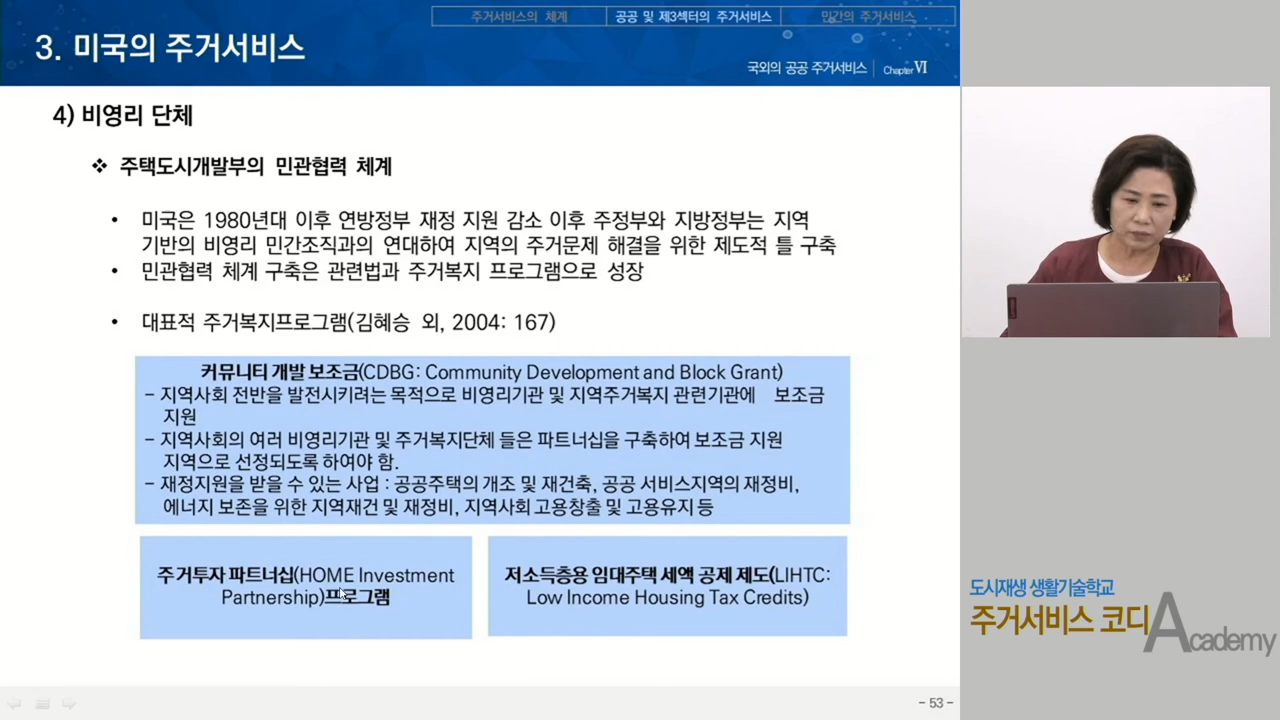 주거서비스의 체계
공공 및 제3섹터의 주거서비스
민간의 주거서비스
3. 미국의 주거서비스
국외의 공공 주거서비스
Chapter Ⅵ
4) 비영리 단체
❖ 주택도시개발부의 민관협력 체계
• 미국은 1980년대 이후 연방정부 재정 지원 감소 이후 주정부와 지방정부는 지역
기반의 비영리 민간조직과의 연대하여 지역의 주거문제 해결을 위한 제도적 틀 구축
• 민관협력 체계 구축은 관련법과 주거복지 프로그램으로 성장
• 대표적 주거복지프로그램(김혜승 외, 2004: 167)
커뮤니티 개발 보조금(CDBG: Community Development and Block Grant)
– 지역사회 전반을 발전시키려는 목적으로 비영리기관 및 지역주거복지 관련기관에 보조금
지원
– 지역사회의 여러 비영리기관 및 주거복지단체 들은 파트너십을 구축하여 보조금 지원
지역으로 선정되도록 하여야 함.
– 재정지원을 받을 수 있는 사업 : 공공주택의 개조 및 재건축, 공공 서비스지역의 재정비,
에너지 보존을 위한 지역재건 및 재정비, 지역사회 고용창출 및 고용유지 등
주거투자 파트너십(HOME Investment
Partnership)프로그램
저소득층용 임대주택 세액 공제 제도(LIHTC:
Low Income Housing Tax Credits)
도시재생 생활기술학교
주거서비스 코디 Academy
- 53 -